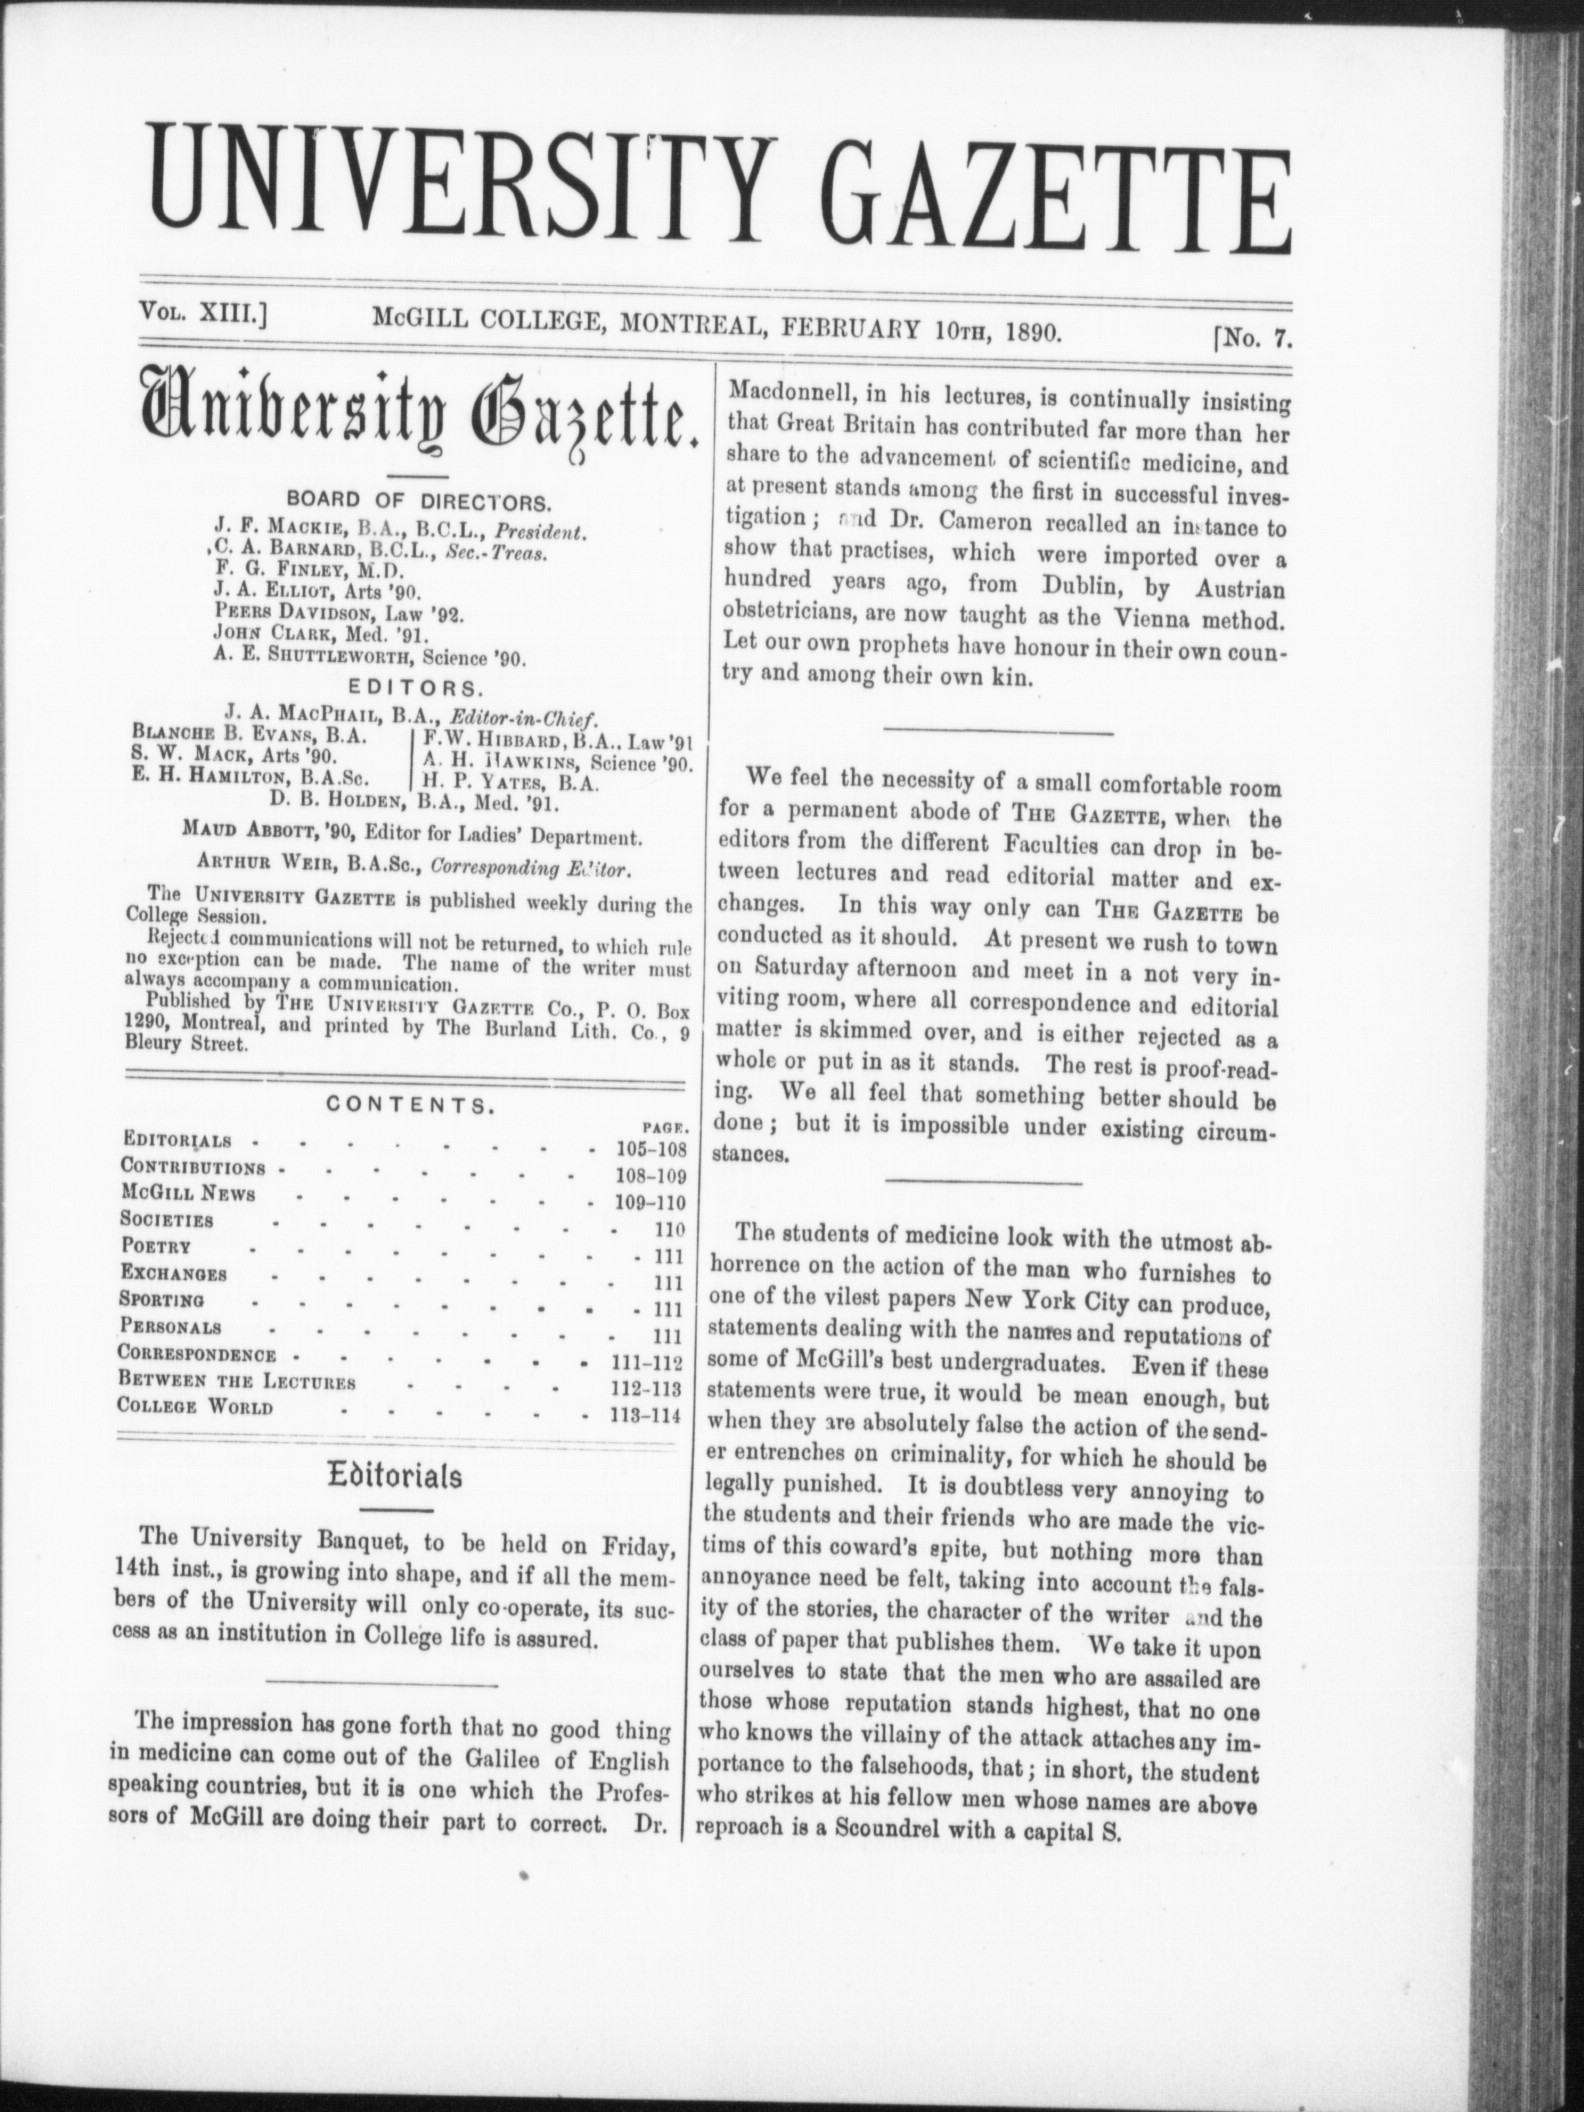 UNIVERSITY GAZETTE
VOL. XIII.] McGILL COLLEGE, MONTREAL, FEBRUARY 10TH, 1890. [No. 7.
University Gazette.
BOARD OF DIRECTORS.
J. F. MACKIE, B.A., B.C.L., President.
C. A. BARNARD, B.C.L., Sec.-Treas.
F. G. FINLEY, M.D.
J. A. ELLIOT, Arts '90.
PEERS DAVIDSON, Law '92.
JOHN CLARK, Med. '91.
A. E. SHUTTLEWORTH, Science '90.
EDITORS.
J. A. MACPHAIL, B.A., Editor-in-Chief.
BLANCHE B. EVANS, B.A.
S. W. MACK, Arts '90.
E. H. HAMILTON, B.A.Sc.
F. W. HIBBARD, B.A., Law '91
A. H. HAWKINS, Science '90.
H. P. YATES, B.A.
D. B. HOLDEN, B.A., Med. '91.
MAUD ABBOTT, '90, Editor for Ladies' Department.
ARTHUR WEIR, B.A.Sc., Corresponding Editor.
The UNIVERSITY GAZETTE is published weekly during the
College Session.
Rejected communications will not be returned, to which rule
no exception can be made. The name of the writer must
always accompany a communication.
Published by THE UNIVERSITY GAZETTE Co., P. O. Box
1290, Montreal, and printed by The Burland Lith. Co., 9
Bleury Street.
CONTENTS.
PAGE.
EDITORIALS - - - - - - - - 105-108
CONTRIBUTIONS - - - - - - - 108-109
McGILL NEWS - - - - - - - 109-110
SOCIETIES - - - - - - - - 110
POETRY - - - - - - - - - 111
EXCHANGES - - - - - - - - 111
SPORTING - - - - - - - - - 111
PERSONALS - - - - - - - - 111
CORRESPONDENCE - - - - - - - 111-112
BETWEEN THE LECTURES - - - - 112-113
COLLEGE WORLD - - - - - - 113-114
Editorials
The University Banquet, to be held on Friday,
14th inst., is growing into shape, and if all the mem-
bers of the University will only co-operate, its suc-
cess as an institution in College life is assured.
The impression has gone forth that no good thing
in medicine can come out of the Galilee of English
speaking countries, but it is one which the Profes-
sors of McGill are doing their part to correct. Dr.
Macdonnell, in his lectures, is continually insisting
that Great Britain has contributed far more than her
share to the advancement of scientific medicine, and
at present stands among the first in successful inves-
tigation; and Dr. Cameron recalled an instance to
show that practises, which were imported over a
hundred years ago, from Dublin, by Austrian
obstetricians, are now taught as the Vienna method.
Let our own prophets have honour in their own coun-
try and among their own kin.
We feel the necessity of a small comfortable room
for a permanent abode of THE GAZETTE, when the
editors from the different Faculties can drop in be-
tween lectures and read editorial matter and ex-
changes. In this way only can THE GAZETTE be
conducted as it should. At present we rush to town
on Saturday afternoon and meet in a not very in-
viting room, where all correspondence and editorial
matter is skimmed over, and is either rejected as a
whole or put in as it stands. The rest is proof-read-
ing. We all feel that something better should be
done; but it is impossible under existing circum-
stances.
The students of medicine look with the utmost ab-
horrence on the action of the man who furnishes to
one of the vilest papers New York City can produce,
statements dealing with the names and reputations of
some of McGill's best undergraduates. Even if these
statements were true, it would be mean enough, but
when they are absolutely false the action of the send-
er entrenches on criminality, for which he should be
legally punished. It is doubtless very annoying to
the students and their friends who are made the vic-
tims of this coward's spite, but nothing more than
annoyance need be felt, taking into account the fals-
ity of the stories, the character of the writer and the
class of paper that publishes them. We take it upon
ourselves to state that the men who are assailed are
those whose reputation stands highest, that no one
who knows the villainy of the attack attaches any im-
portance to the falsehoods, that; in short, the student
who strikes at his fellow men whose names are above
reproach is a Scoundrel with a capital S.